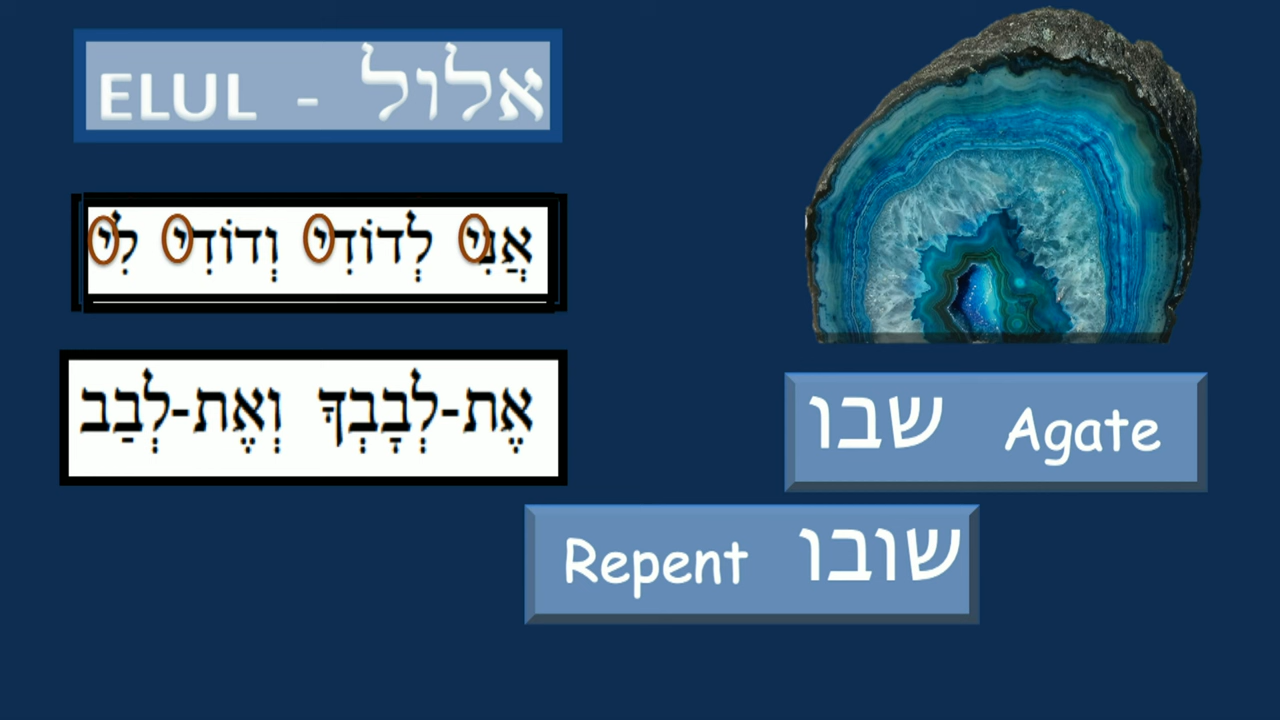 ELUL - אלול
אֲנִי לְדוֹדִי וְדוֹדִי לִי
אֶת-לְבָבְךָ וְאֶת-לְבַב
שבו Agate
Repent שובו